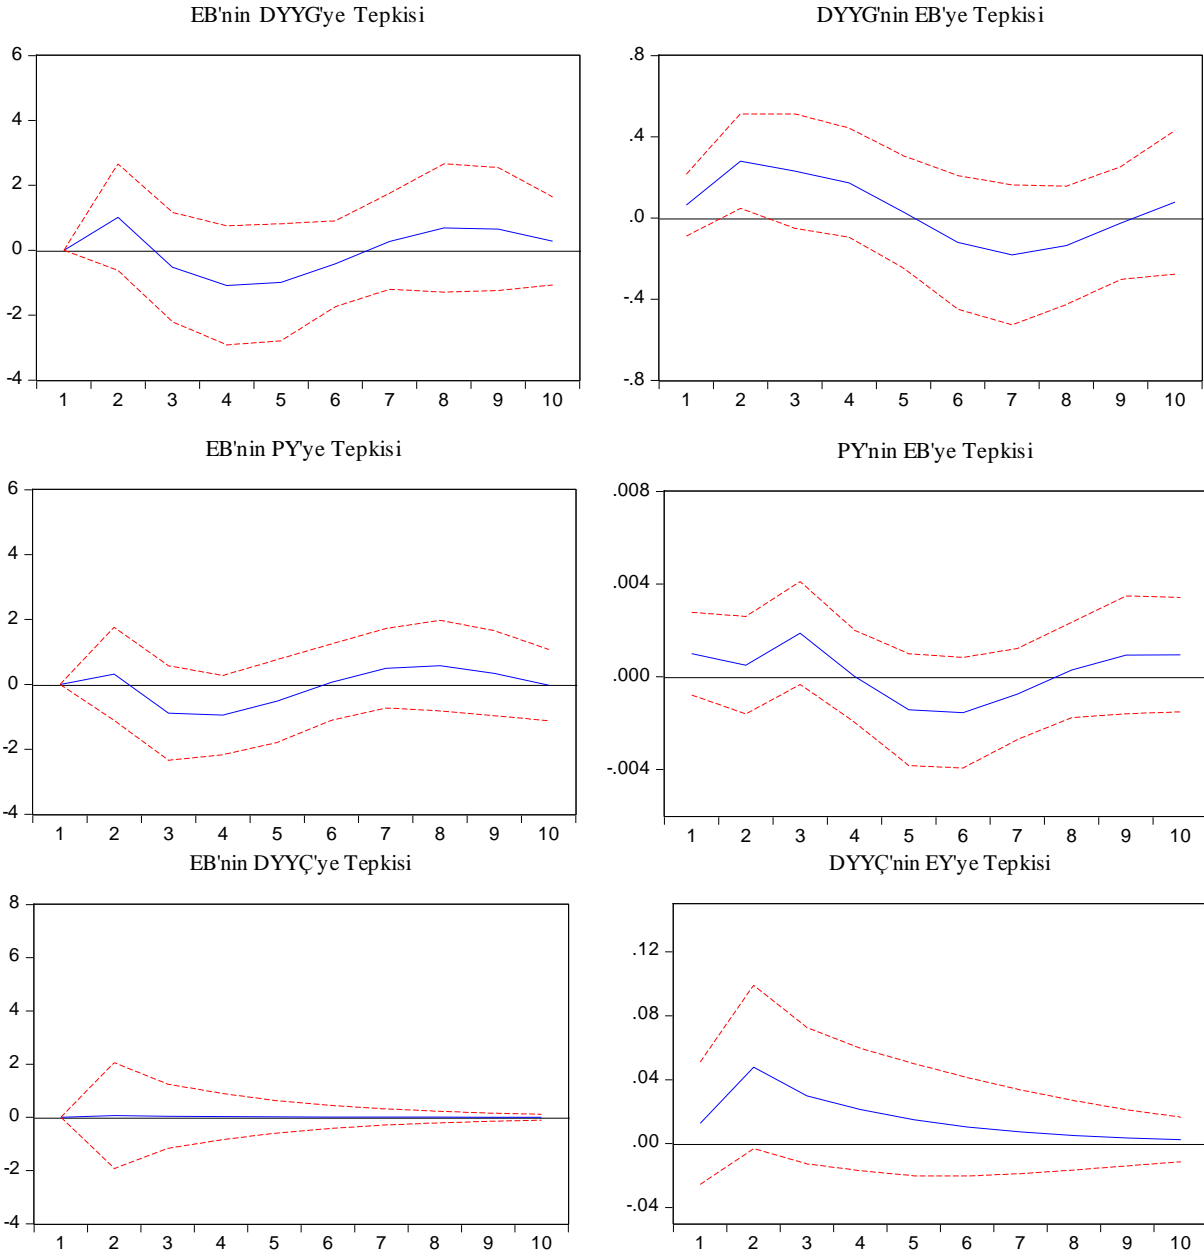 EB'nin DYYG'ye Tepkisi
6
4
2
0
-2
-4
1 2 3 4 5 6 7 8 9 10
DYYG'nin EB'ye Tepkisi
.8
.4
.0
-.4
-.8
1 2 3 4 5 6 7 8 9 10
EB'nin PY'ye Tepkisi
6
4
2
0
-2
-4
1 2 3 4 5 6 7 8 9 10
PY'nin EB'ye Tepkisi
.008
.004
.000
-.004
1 2 3 4 5 6 7 8 9 10
EB'nin DYYÇ'ye Tepkisi
8
6
4
2
0
-2
-4
1 2 3 4 5 6 7 8 9 10
DYYÇ'nin EY'ye Tepkisi
.12
.08
.04
.00
-.04
1 2 3 4 5 6 7 8 9 10